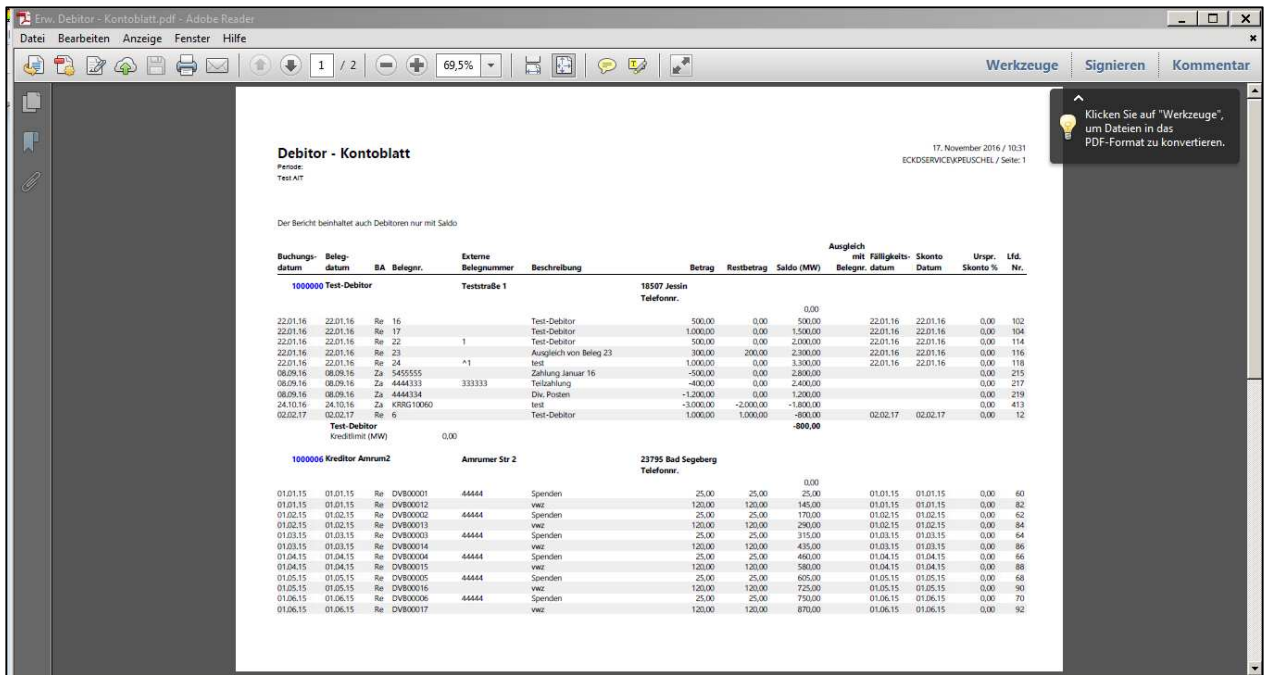 Erw. Debitor - Kontoblatt.pdf - Adobe Reader
Datei Bearbeiten Anzeige Fenster Hilfe
1 / 2 69,5% Werkzeuge Signieren Kommentar
Klicken Sie auf "Werkzeuge",
um Dateien in das
PDF-Format zu konvertieren.
Debitor - Kontoblatt
17. November 2016 / 10:31
Periode:
ECKDSERVICE\KPEUSCHEL / Seite: 1
Test AIT
Der Bericht beinhaltet auch Debitoren nur mit Saldo
Ausgleich
Buchungs- Beleg- Externe mit Fälligkeits- Skonto Urspr. Lfd.
datum datum BA Belegnr. Belegnummer Beschreibung Betrag Restbetrag Saldo (MW) Belegnr. datum Datum Skonto % Nr.
1000000 Test-Debitor Teststraße 1 18507 Jessin
Telefonnr.
0,00
22.01.16 22.01.16 Re 16 Test-Debitor 500,00 0,00 500,00 22.01.16 22.01.16 0,00 102
22.01.16 22.01.16 Re 17 Test-Debitor 1.000,00 0,00 1.500,00 22.01.16 22.01.16 0,00 104
22.01.16 22.01.16 Re 22 1 Test-Debitor 500,00 0,00 2.000,00 22.01.16 22.01.16 0,00 114
22.01.16 22.01.16 Re 23 Ausgleich von Beleg 23 300,00 200,00 2.300,00 22.01.16 22.01.16 0,00 116
22.01.16 22.01.16 Re 24 ^1 test 1.000,00 0,00 3.300,00 22.01.16 22.01.16 0,00 118
08.09.16 08.09.16 Za 5455555 Zahlung Januar 16 -500,00 0,00 2.800,00 0,00 215
08.09.16 08.09.16 Za 4444333 333333 Teilzahlung -400,00 0,00 2.400,00 0,00 217
08.09.16 08.09.16 Za 4444334 Div. Posten -1.200,00 0,00 1.200,00 0,00 219
24.10.16 24.10.16 Za KRRG10060 test -3.000,00 -2.000,00 -1.800,00 0,00 413
02.02.17 02.02.17 Re 6 Test-Debitor 1.000,00 1.000,00 -800,00 02.02.17 02.02.17 0,00 12
Test-Debitor -800,00
Kreditlimit (MW) 0,00
1000006 Kreditor Amrum2 Amrumer Str 2 23795 Bad Segeberg
Telefonnr.
0,00
01.01.15 01.01.15 Re DVB00001 44444 Spenden 25,00 25,00 25,00 01.01.15 01.01.15 0,00 60
01.01.15 01.01.15 Re DVB00012 vwz 120,00 120,00 145,00 01.01.15 01.01.15 0,00 82
01.02.15 01.02.15 Re DVB00002 44444 Spenden 25,00 25,00 170,00 01.02.15 01.02.15 0,00 62
01.02.15 01.02.15 Re DVB00013 vwz 120,00 120,00 290,00 01.02.15 01.02.15 0,00 84
01.03.15 01.03.15 Re DVB00003 44444 Spenden 25,00 25,00 315,00 01.03.15 01.03.15 0,00 64
01.03.15 01.03.15 Re DVB00014 vwz 120,00 120,00 435,00 01.03.15 01.03.15 0,00 86
01.04.15 01.04.15 Re DVB00004 44444 Spenden 25,00 25,00 460,00 01.04.15 01.04.15 0,00 66
01.04.15 01.04.15 Re DVB00015 vwz 120,00 120,00 580,00 01.04.15 01.04.15 0,00 88
01.05.15 01.05.15 Re DVB00005 44444 Spenden 25,00 25,00 605,00 01.05.15 01.05.15 0,00 68
01.05.15 01.05.15 Re DVB00016 vwz 120,00 120,00 725,00 01.05.15 01.05.15 0,00 90
01.06.15 01.06.15 Re DVB00006 44444 Spenden 25,00 25,00 750,00 01.06.15 01.06.15 0,00 70
01.06.15 01.06.15 Re DVB00017 vwz 120,00 120,00 870,00 01.06.15 01.06.15 0,00 92